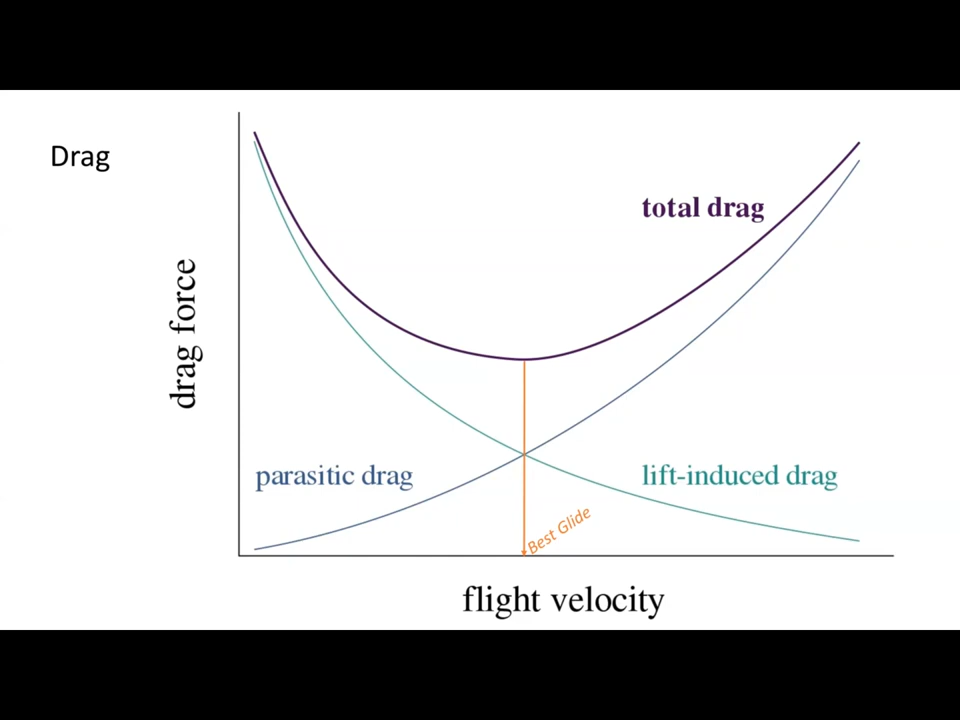 Drag
total drag
drag force
parasitic drag
lift-induced drag
Best Glide
flight velocity